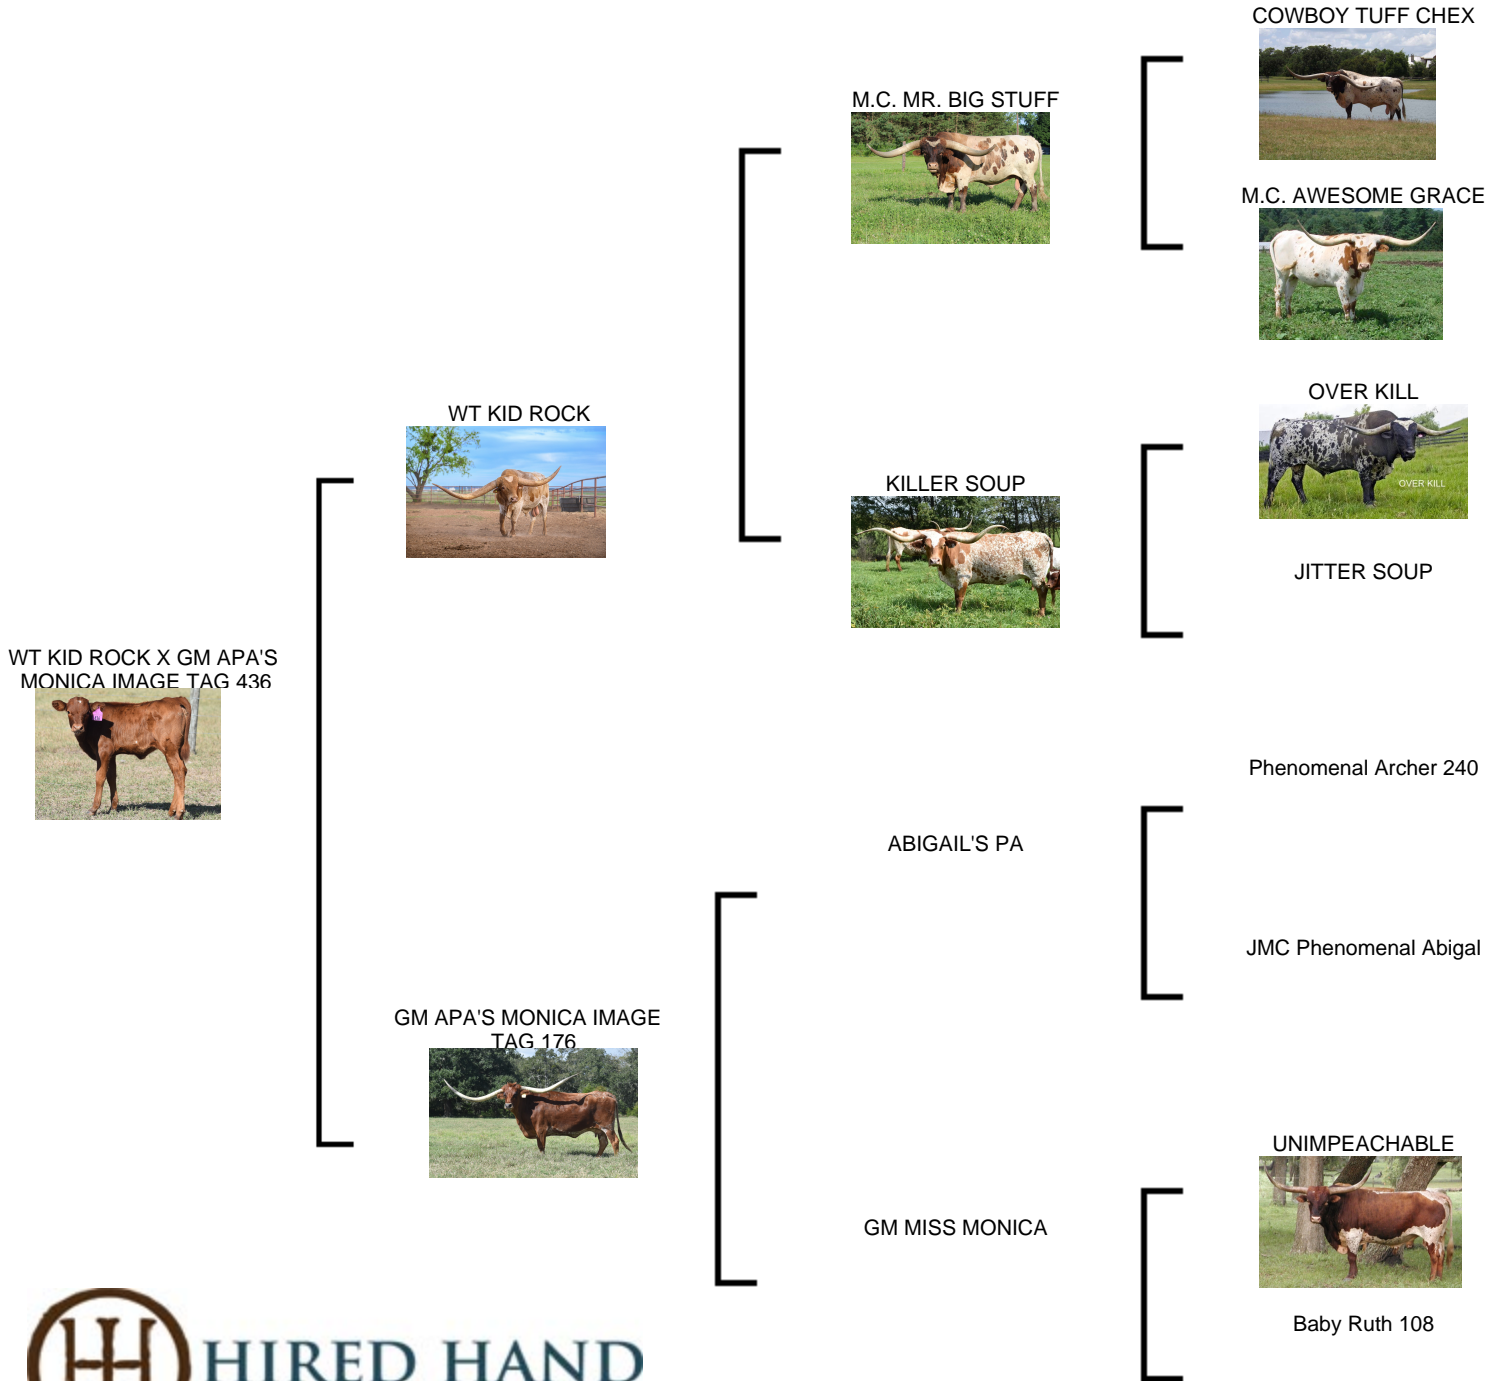 COWBOY TUFF CHEX
M.C. MR. BIG STUFF
M.C. AWESOME GRACE
WT KID ROCK
OVER KILL
OVER KILL
KILLER SOUP
JITTER SOUP
WT KID ROCK X GM APA'S
MONICA IMAGE TAG 436
Phenomenal Archer 240
ABIGAIL'S PA
JMC Phenomenal Abigal
GM APA'S MONICA IMAGE
TAG 176
UNIMPEACHABLE
GM MISS MONICA
Baby Ruth 108
HIRED HAND